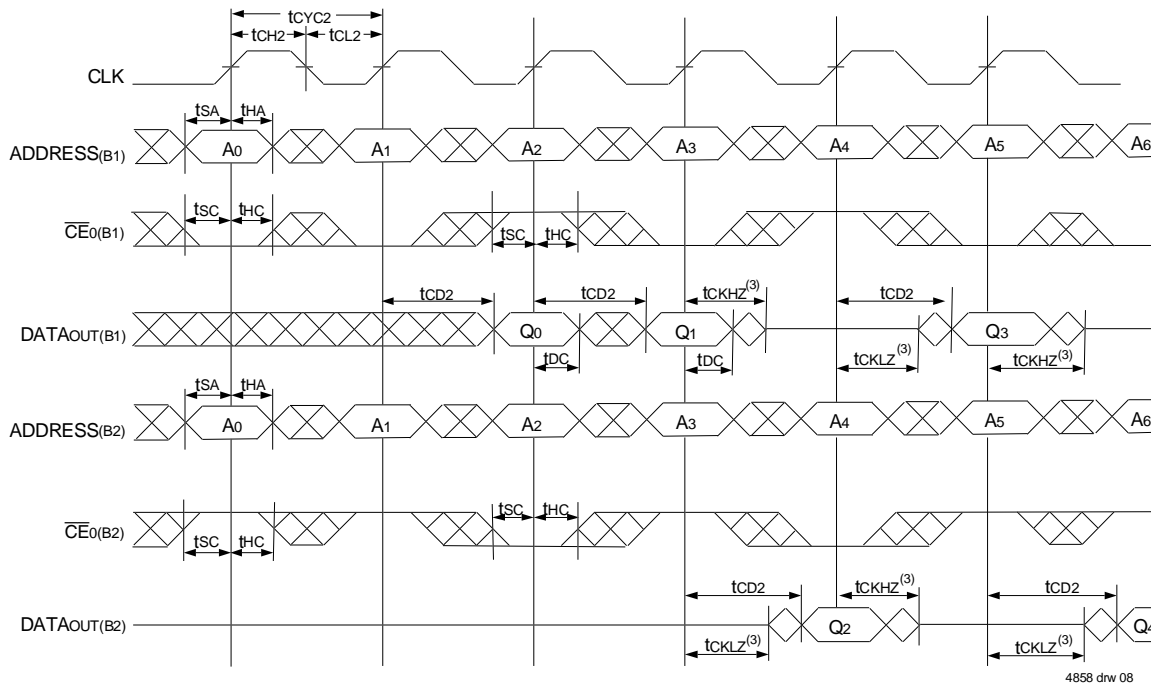 tCYC2
tCH2 tCL2
CLK
tSA tHA
ADDRESS(B1) A0 A1 A2 A3 A4 A5 A6
tSC tHC
CE0(B1)
tSC tHC
tCD2 tCD2 tCKHZ(3) tCD2
DATAOUT(B1) Q0 Q1 Q3
tDC tDC tCKLZ(3) tCKHZ(3)
tSA tHA
ADDRESS(B2) A0 A1 A2 A3 A4 A5 A6
tSC tHC
CE0(B2)
tSC tHC
tCD2 tCKHZ(3) tCD2
DATAOUT(B2) Q2 Q4
tCKLZ(3) tCKLZ(3)
4858 drw 08